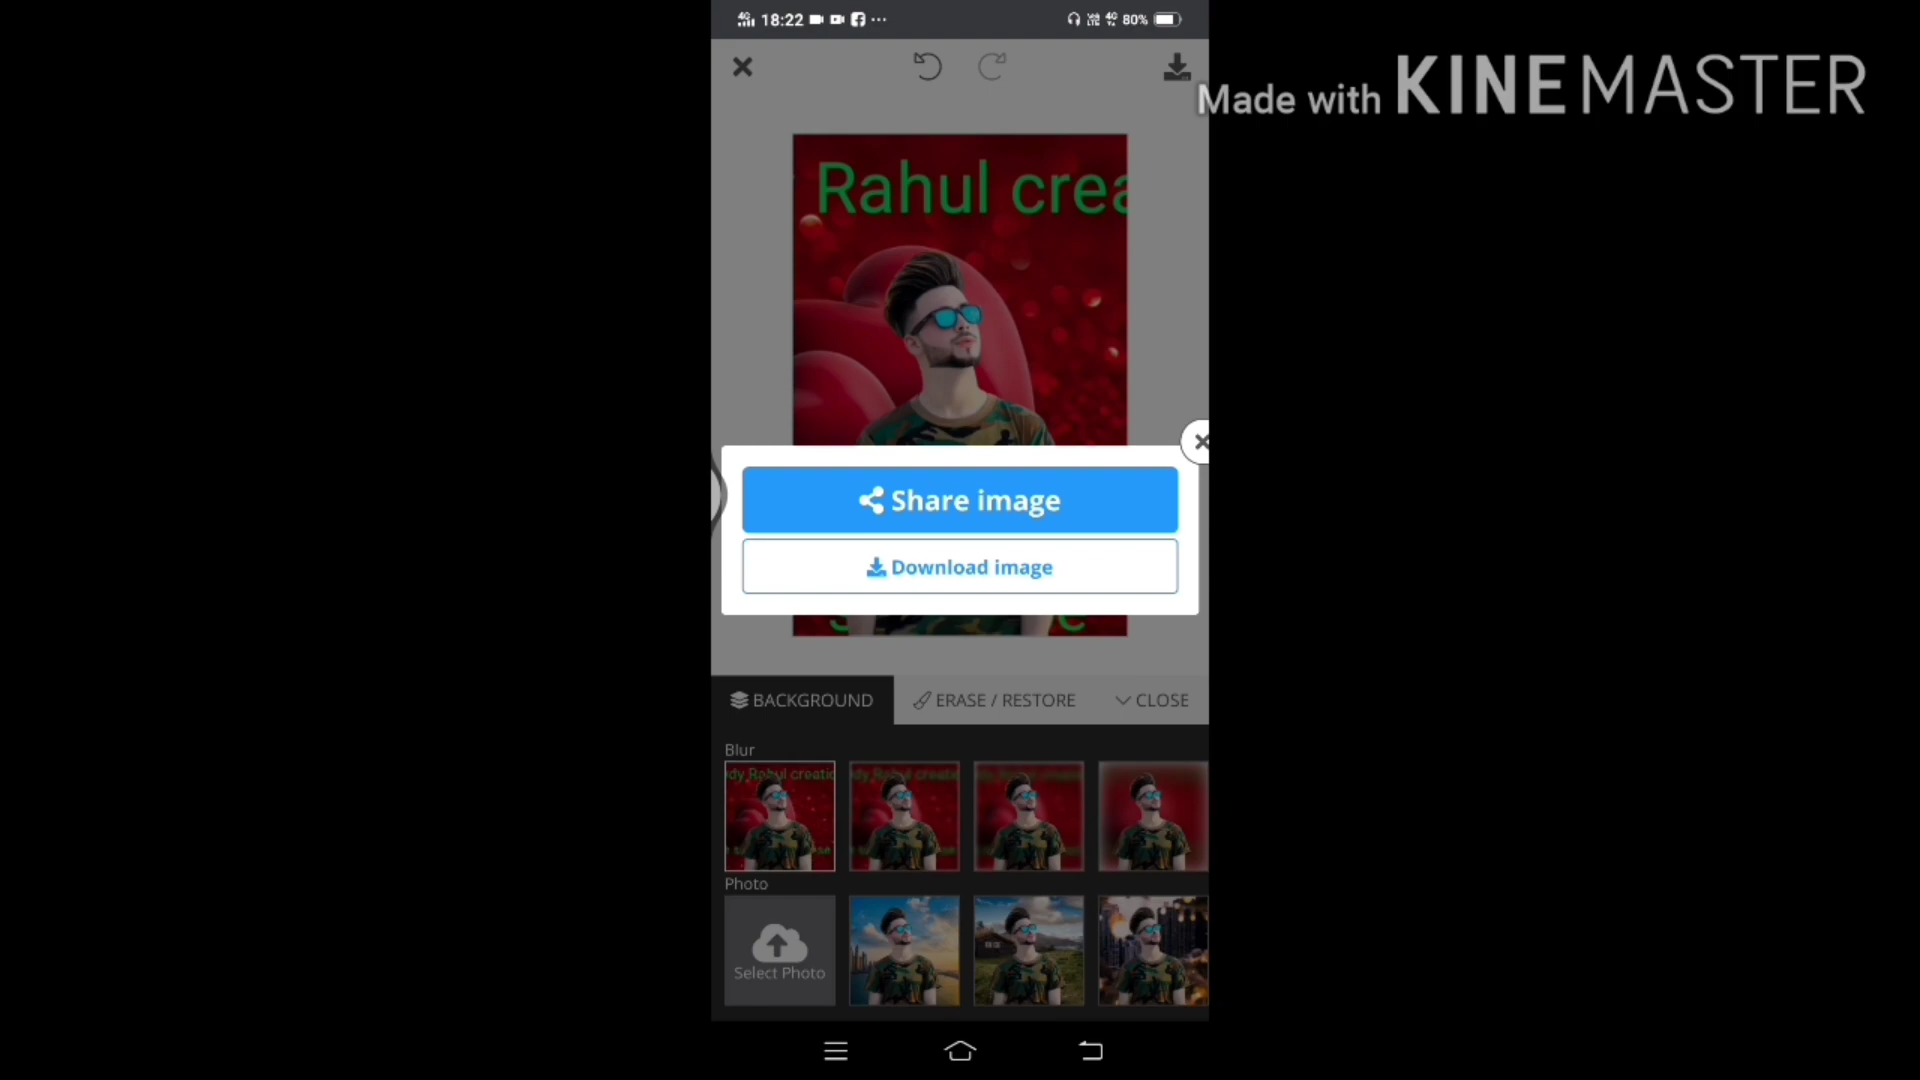 4G 18:22 80%
Made with KINEMASTER
Rahul crea
Share image
Download image
BACKGROUND ERASE / RESTORE CLOSE
Blur
Photo
Select Photo